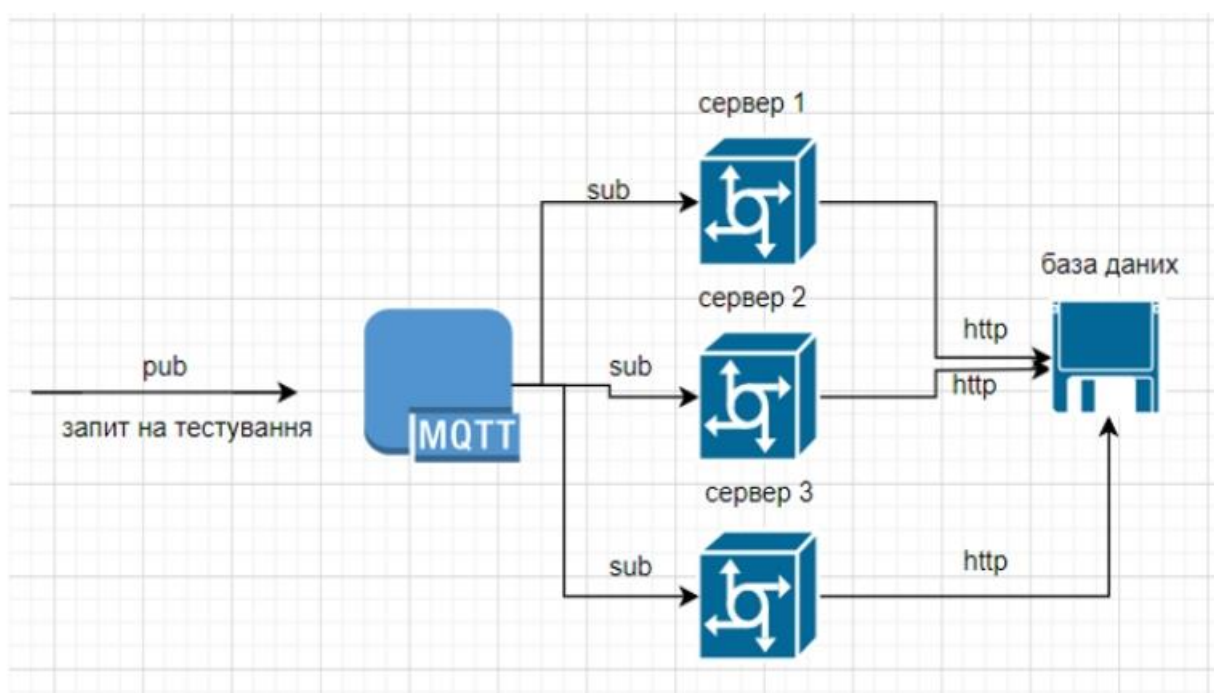 сервер 1
sub
сервер 2
база даних
http
pub
sub
http
запит на тестування
MQTT
сервер 3
sub
http